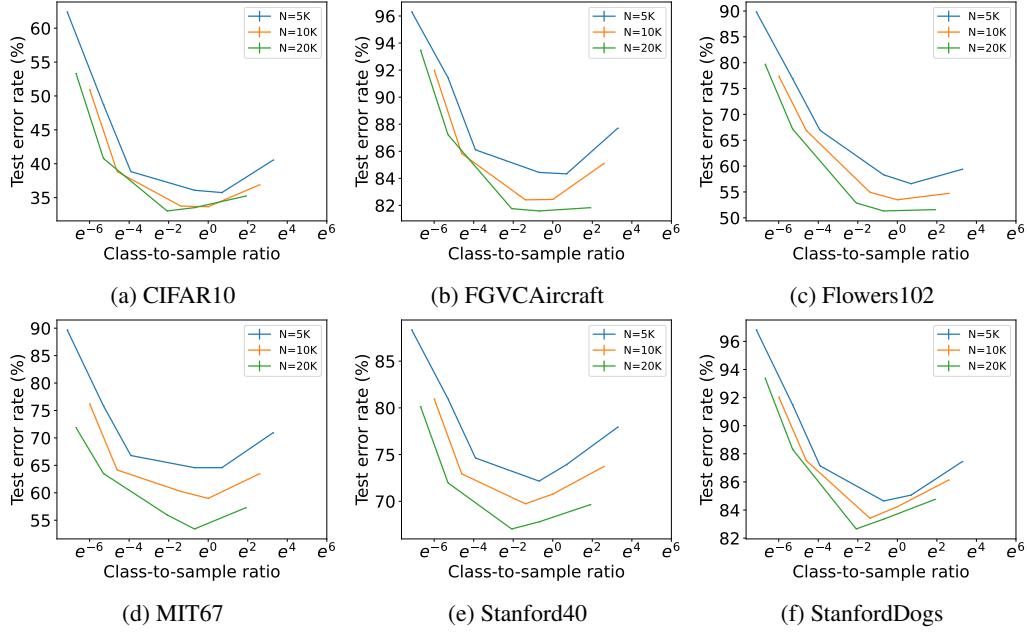 Test error rate (%)
60
55
50
45
40
35
N=5K
N=10K
N=20K
e^-6 e^-4 e^-2 e^0 e^2 e^4 e^6
Class-to-sample ratio
(a) CIFAR10
Test error rate (%)
96
94
92
90
88
86
84
82
N=5K
N=10K
N=20K
e^-6 e^-4 e^-2 e^0 e^2 e^4 e^6
Class-to-sample ratio
(b) FGVCAircraft
Test error rate (%)
90
85
80
75
70
65
60
55
50
N=5K
N=10K
N=20K
e^-6 e^-4 e^-2 e^0 e^2 e^4 e^6
Class-to-sample ratio
(c) Flowers102
Test error rate (%)
90
85
80
75
70
65
60
55
N=5K
N=10K
N=20K
e^-6 e^-4 e^-2 e^0 e^2 e^4 e^6
Class-to-sample ratio
(d) MIT67
Test error rate (%)
85
80
75
70
N=5K
N=10K
N=20K
e^-6 e^-4 e^-2 e^0 e^2 e^4 e^6
Class-to-sample ratio
(e) Stanford40
Test error rate (%)
96
94
92
90
88
86
84
82
N=5K
N=10K
N=20K
e^-6 e^-4 e^-2 e^0 e^2 e^4 e^6
Class-to-sample ratio
(f) StanfordDogs